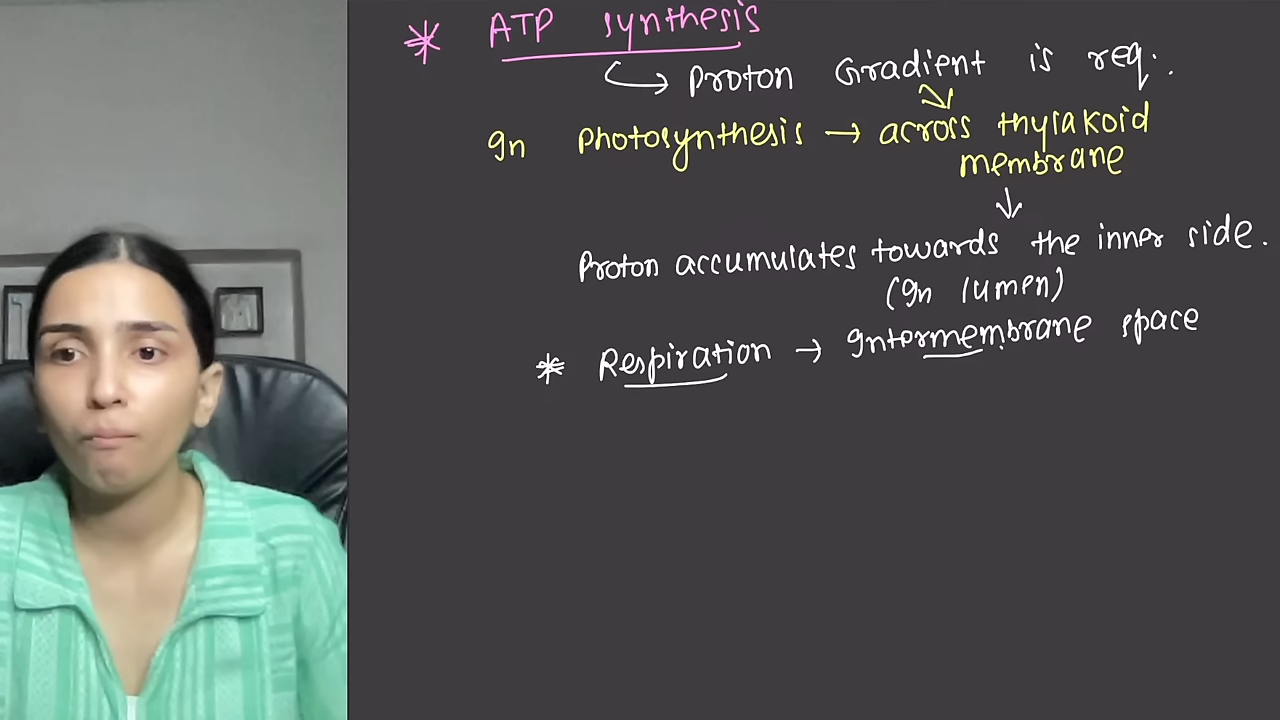 * ATP synthesis
↳ Proton Gradient is req.
In Photosynthesis → across thylakoid
membrane
↓
Proton accumulates towards the inner side.
(In lumen)
* Respiration → Intermembrane space